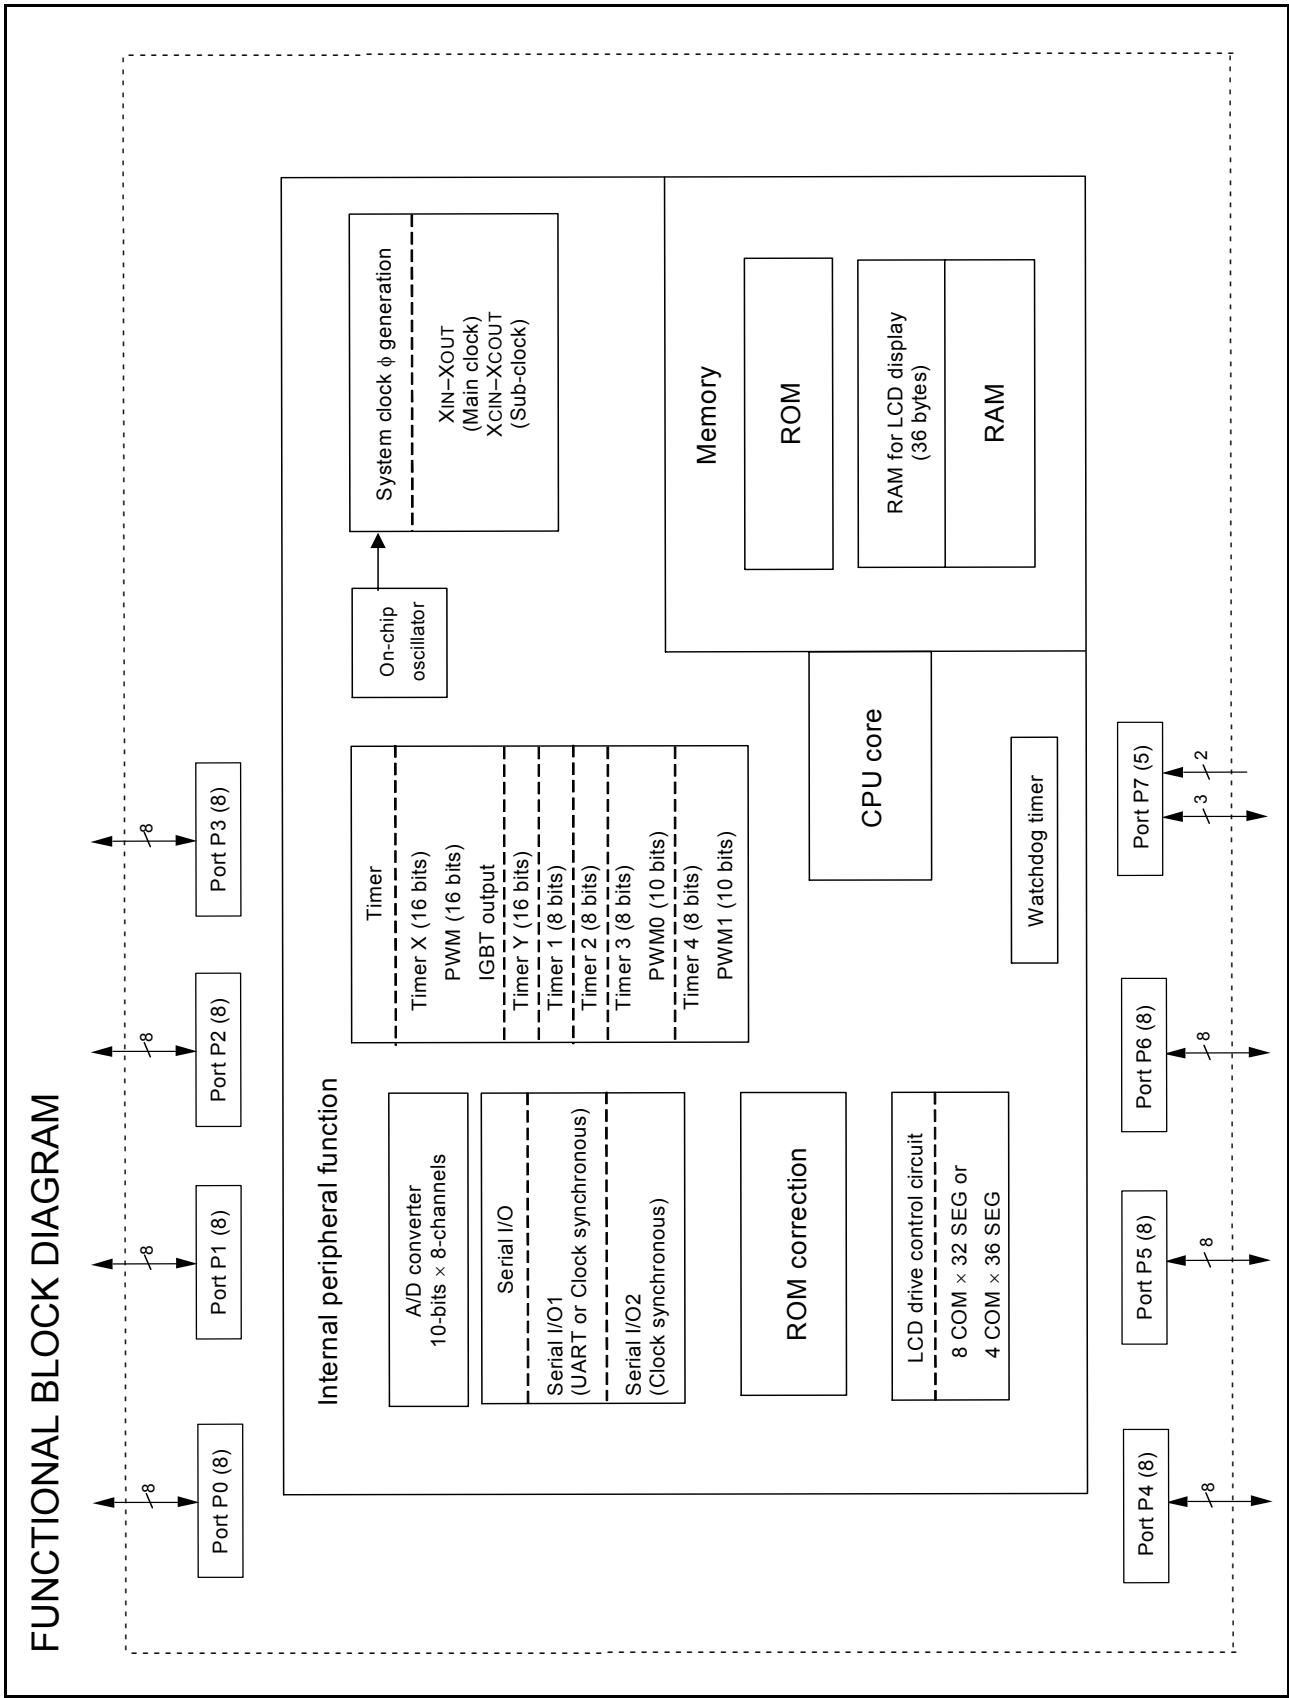 FUNCTIONAL BLOCK DIAGRAM
8
8
8
8
Port P0 (8)
Port P1 (8)
Port P2 (8)
Port P3 (8)
Internal peripheral function
A/D converter
10-bits × 8-channels
Serial I/O
Serial I/O1
(UART or Clock synchronous)
Serial I/O2
(Clock synchronous)
ROM correction
LCD drive control circuit
8 COM × 32 SEG or
4 COM × 36 SEG
Timer
Timer X (16 bits)
PWM (16 bits)
IGBT output
Timer Y (16 bits)
Timer 1 (8 bits)
Timer 2 (8 bits)
Timer 3 (8 bits)
PWM0 (10 bits)
Timer 4 (8 bits)
PWM1 (10 bits)
On-chip
oscillator
System clock ϕ generation
XIN–XOUT
(Main clock)
XCIN–XCOUT
(Sub-clock)
CPU core
Watchdog timer
Memory
ROM
RAM for LCD display
(36 bytes)
RAM
Port P4 (8)
Port P5 (8)
Port P6 (8)
Port P7 (5)
8
8
8
3
2